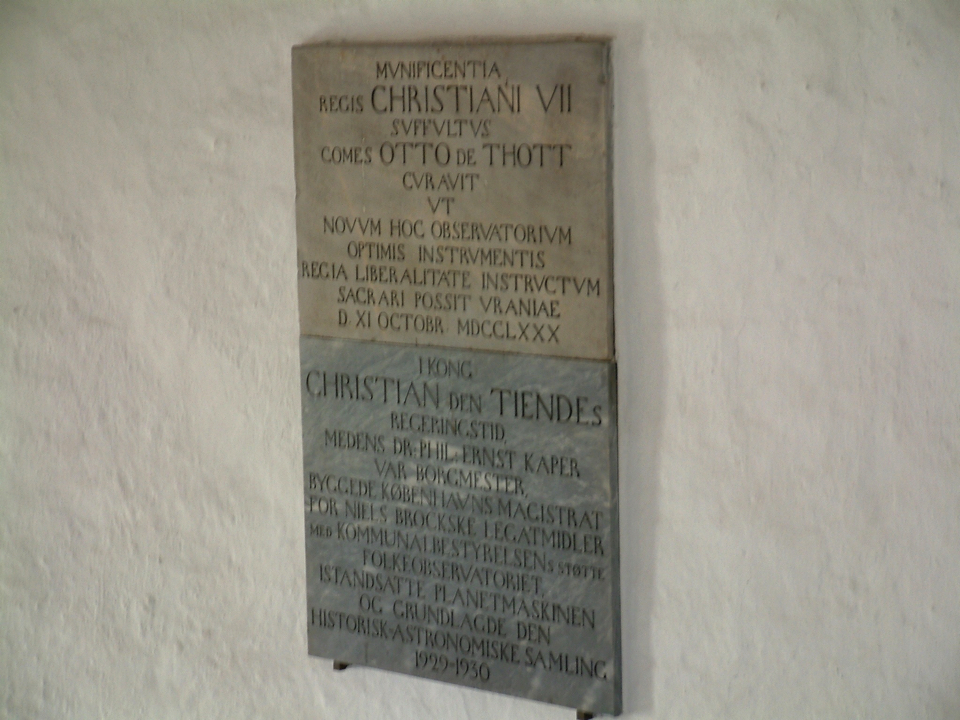 MVNIFICENTIA
REGIS CHRISTIANI VII
SVFFVLTVS
COMES OTTO DE THOTT
CVRAVIT
VT
NOVVM HOC OBSERVATORIVM
OPTIMIS INSTRVMENTIS
REGIA LIBERALITATE INSTRVCTVM
SACRARI POSSIT VRANIAE
D. XI OCTOBR. MDCCLXXX
I KONG
CHRISTIAN DEN TIENDES
REGERINGSTID,
MEDENS DR. PHIL. ERNST KAPER
VAR BORGMESTER,
BYGGEDE KØBENHAVNS MAGISTRAT
FOR NIELS BROCKSKE LEGATMIDLER
MED KOMMUNALBESTYRELSENS STØTTE
FOLKEOBSERVATORIET,
ISTANDSATTE PLANETMASKINEN
OG GRUNDLAGDE DEN
HISTORISK-ASTRONOMISKE SAMLING
1929-1930